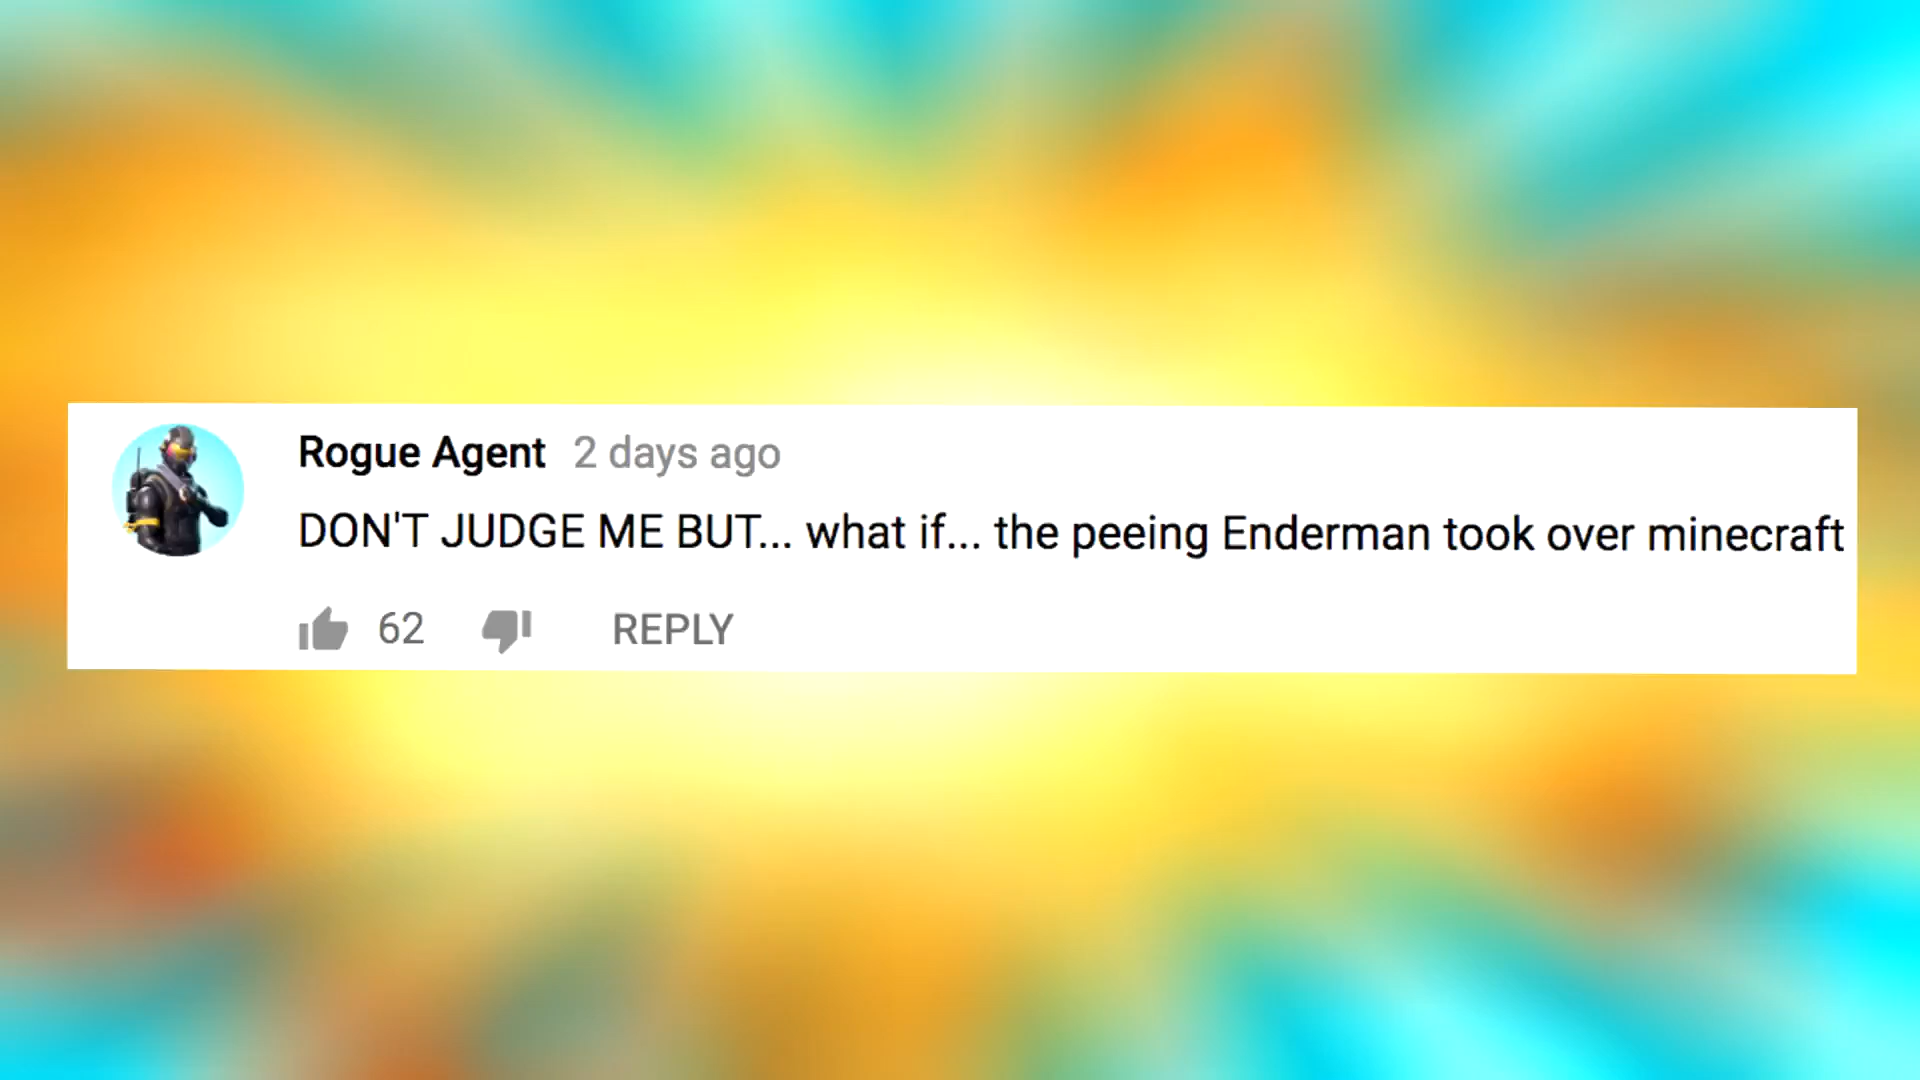 Rogue Agent 2 days ago
DON'T JUDGE ME BUT... what if... the peeing Enderman took over minecraft
62 REPLY